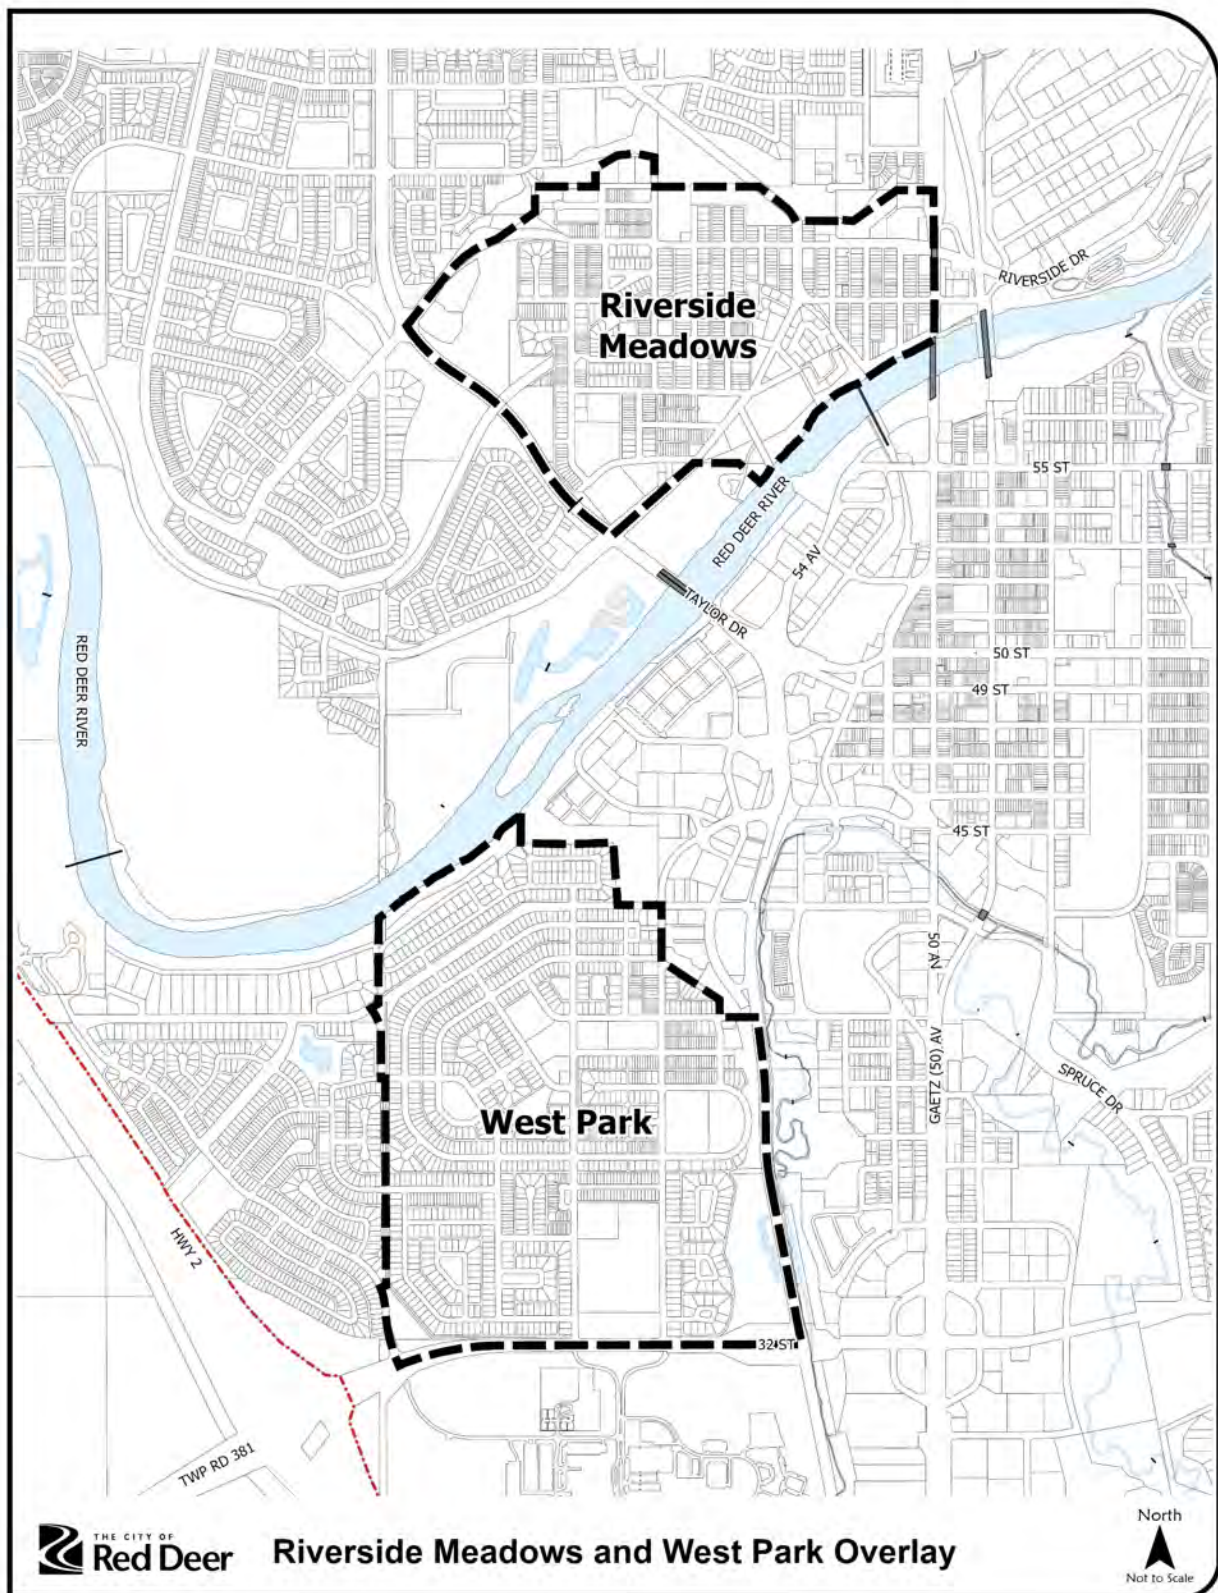 RIVERSIDE DR
Riverside
Meadows
55 ST
RED DEER RIVER
54 AV
TAYLOR DR
50 ST
49 ST
RED DEER RIVER
45 ST
50 AV
GAETZ (50) AV
SPRUCE DR
West Park
HWY 2
32 ST
TWP RD 381
THE CITY OF
Red Deer
Riverside Meadows and West Park Overlay
North
Not to Scale